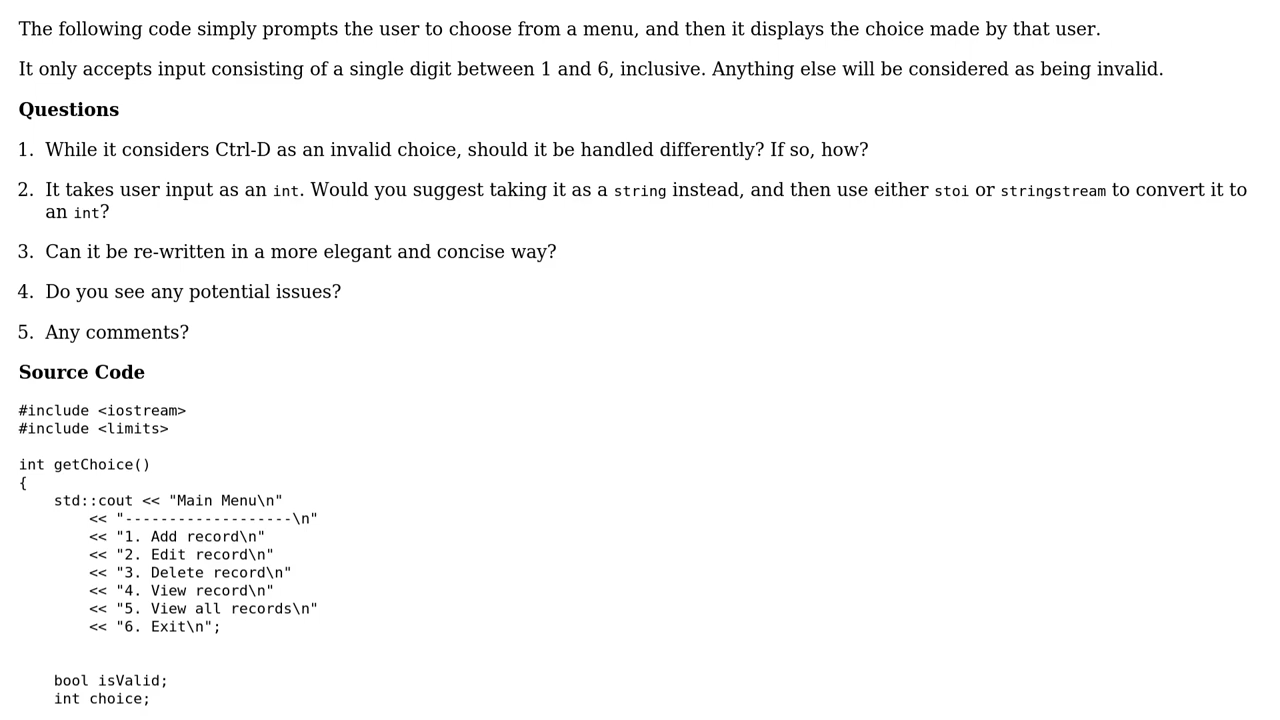 The following code simply prompts the user to choose from a menu, and then it displays the choice made by that user.
It only accepts input consisting of a single digit between 1 and 6, inclusive. Anything else will be considered as being invalid.
Questions
1. While it considers Ctrl-D as an invalid choice, should it be handled differently? If so, how?
2. It takes user input as an int. Would you suggest taking it as a string instead, and then use either stoi or stringstream to convert it to
an int?
3. Can it be re-written in a more elegant and concise way?
4. Do you see any potential issues?
5. Any comments?
Source Code
#include <iostream>
#include <limits>
int getChoice()
{
    std::cout << "Main Menu\n"
        << "-------------------\n"
        << "1. Add record\n"
        << "2. Edit record\n"
        << "3. Delete record\n"
        << "4. View record\n"
        << "5. View all records\n"
        << "6. Exit\n";
    bool isValid;
    int choice;